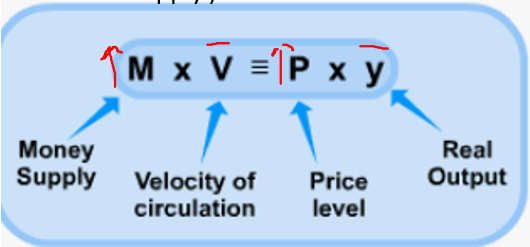 M x V ≡ P x y
Money
Supply
Velocity of
circulation
Price
level
Real
Output